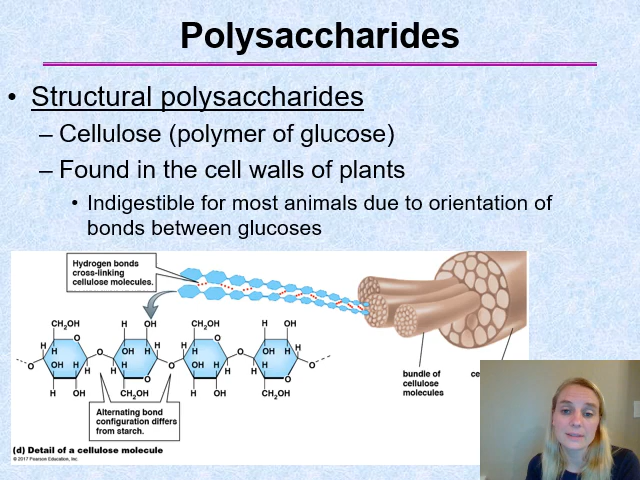 Polysaccharides
• Structural polysaccharides
– Cellulose (polymer of glucose)
– Found in the cell walls of plants
• Indigestible for most animals due to orientation of
bonds between glucoses
Hydrogen bonds
cross-linking
cellulose molecules.
CH₂OH H OH CH₂OH H OH
O H H O H H
H OH H H OH H
O H O H O H O
OH H H OH H H
H OH O H OH O
CH₂OH CH₂OH
Alternating bond
configuration differs
from starch.
bundle of
cellulose
molecules
(d) Detail of a cellulose molecule
© 2017 Pearson Education, Inc.